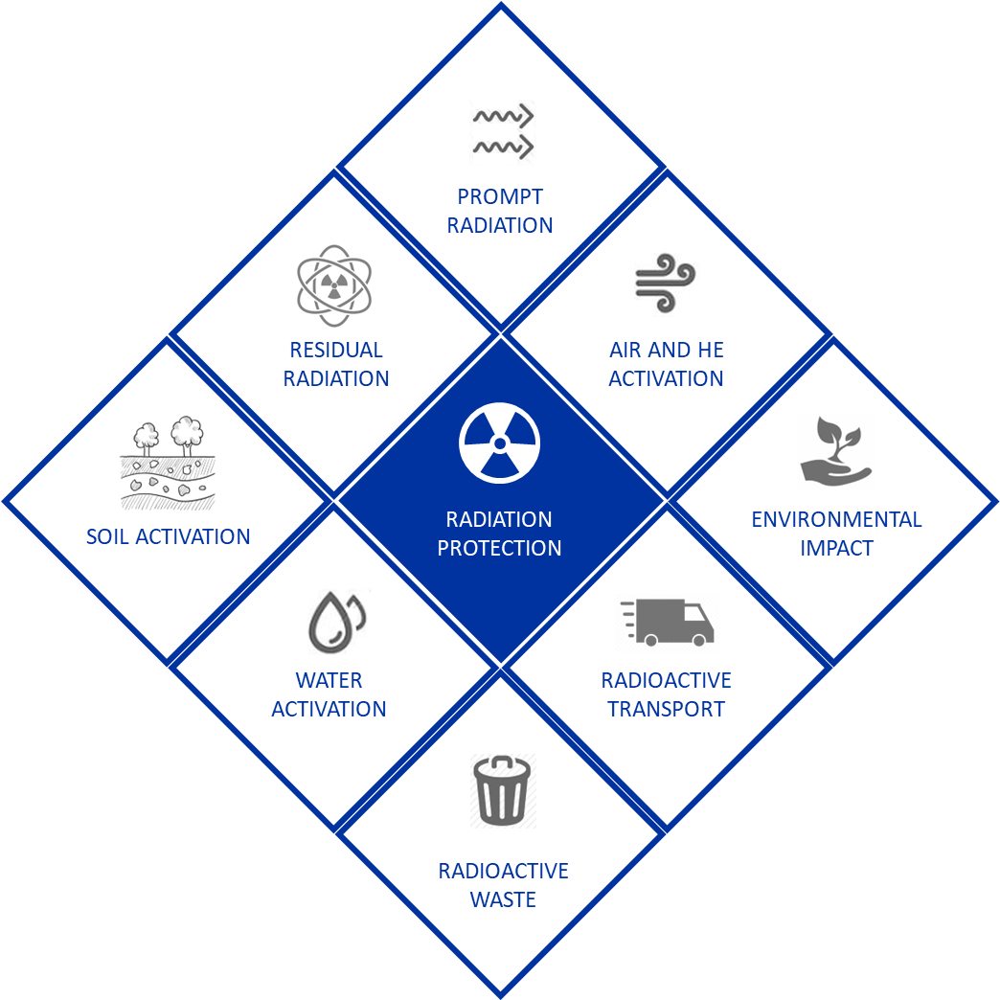 PROMPT
RADIATION
RESIDUAL
RADIATION
AIR AND HE
ACTIVATION
SOIL ACTIVATION
RADIATION
PROTECTION
ENVIRONMENTAL
IMPACT
WATER
ACTIVATION
RADIOACTIVE
TRANSPORT
RADIOACTIVE
WASTE